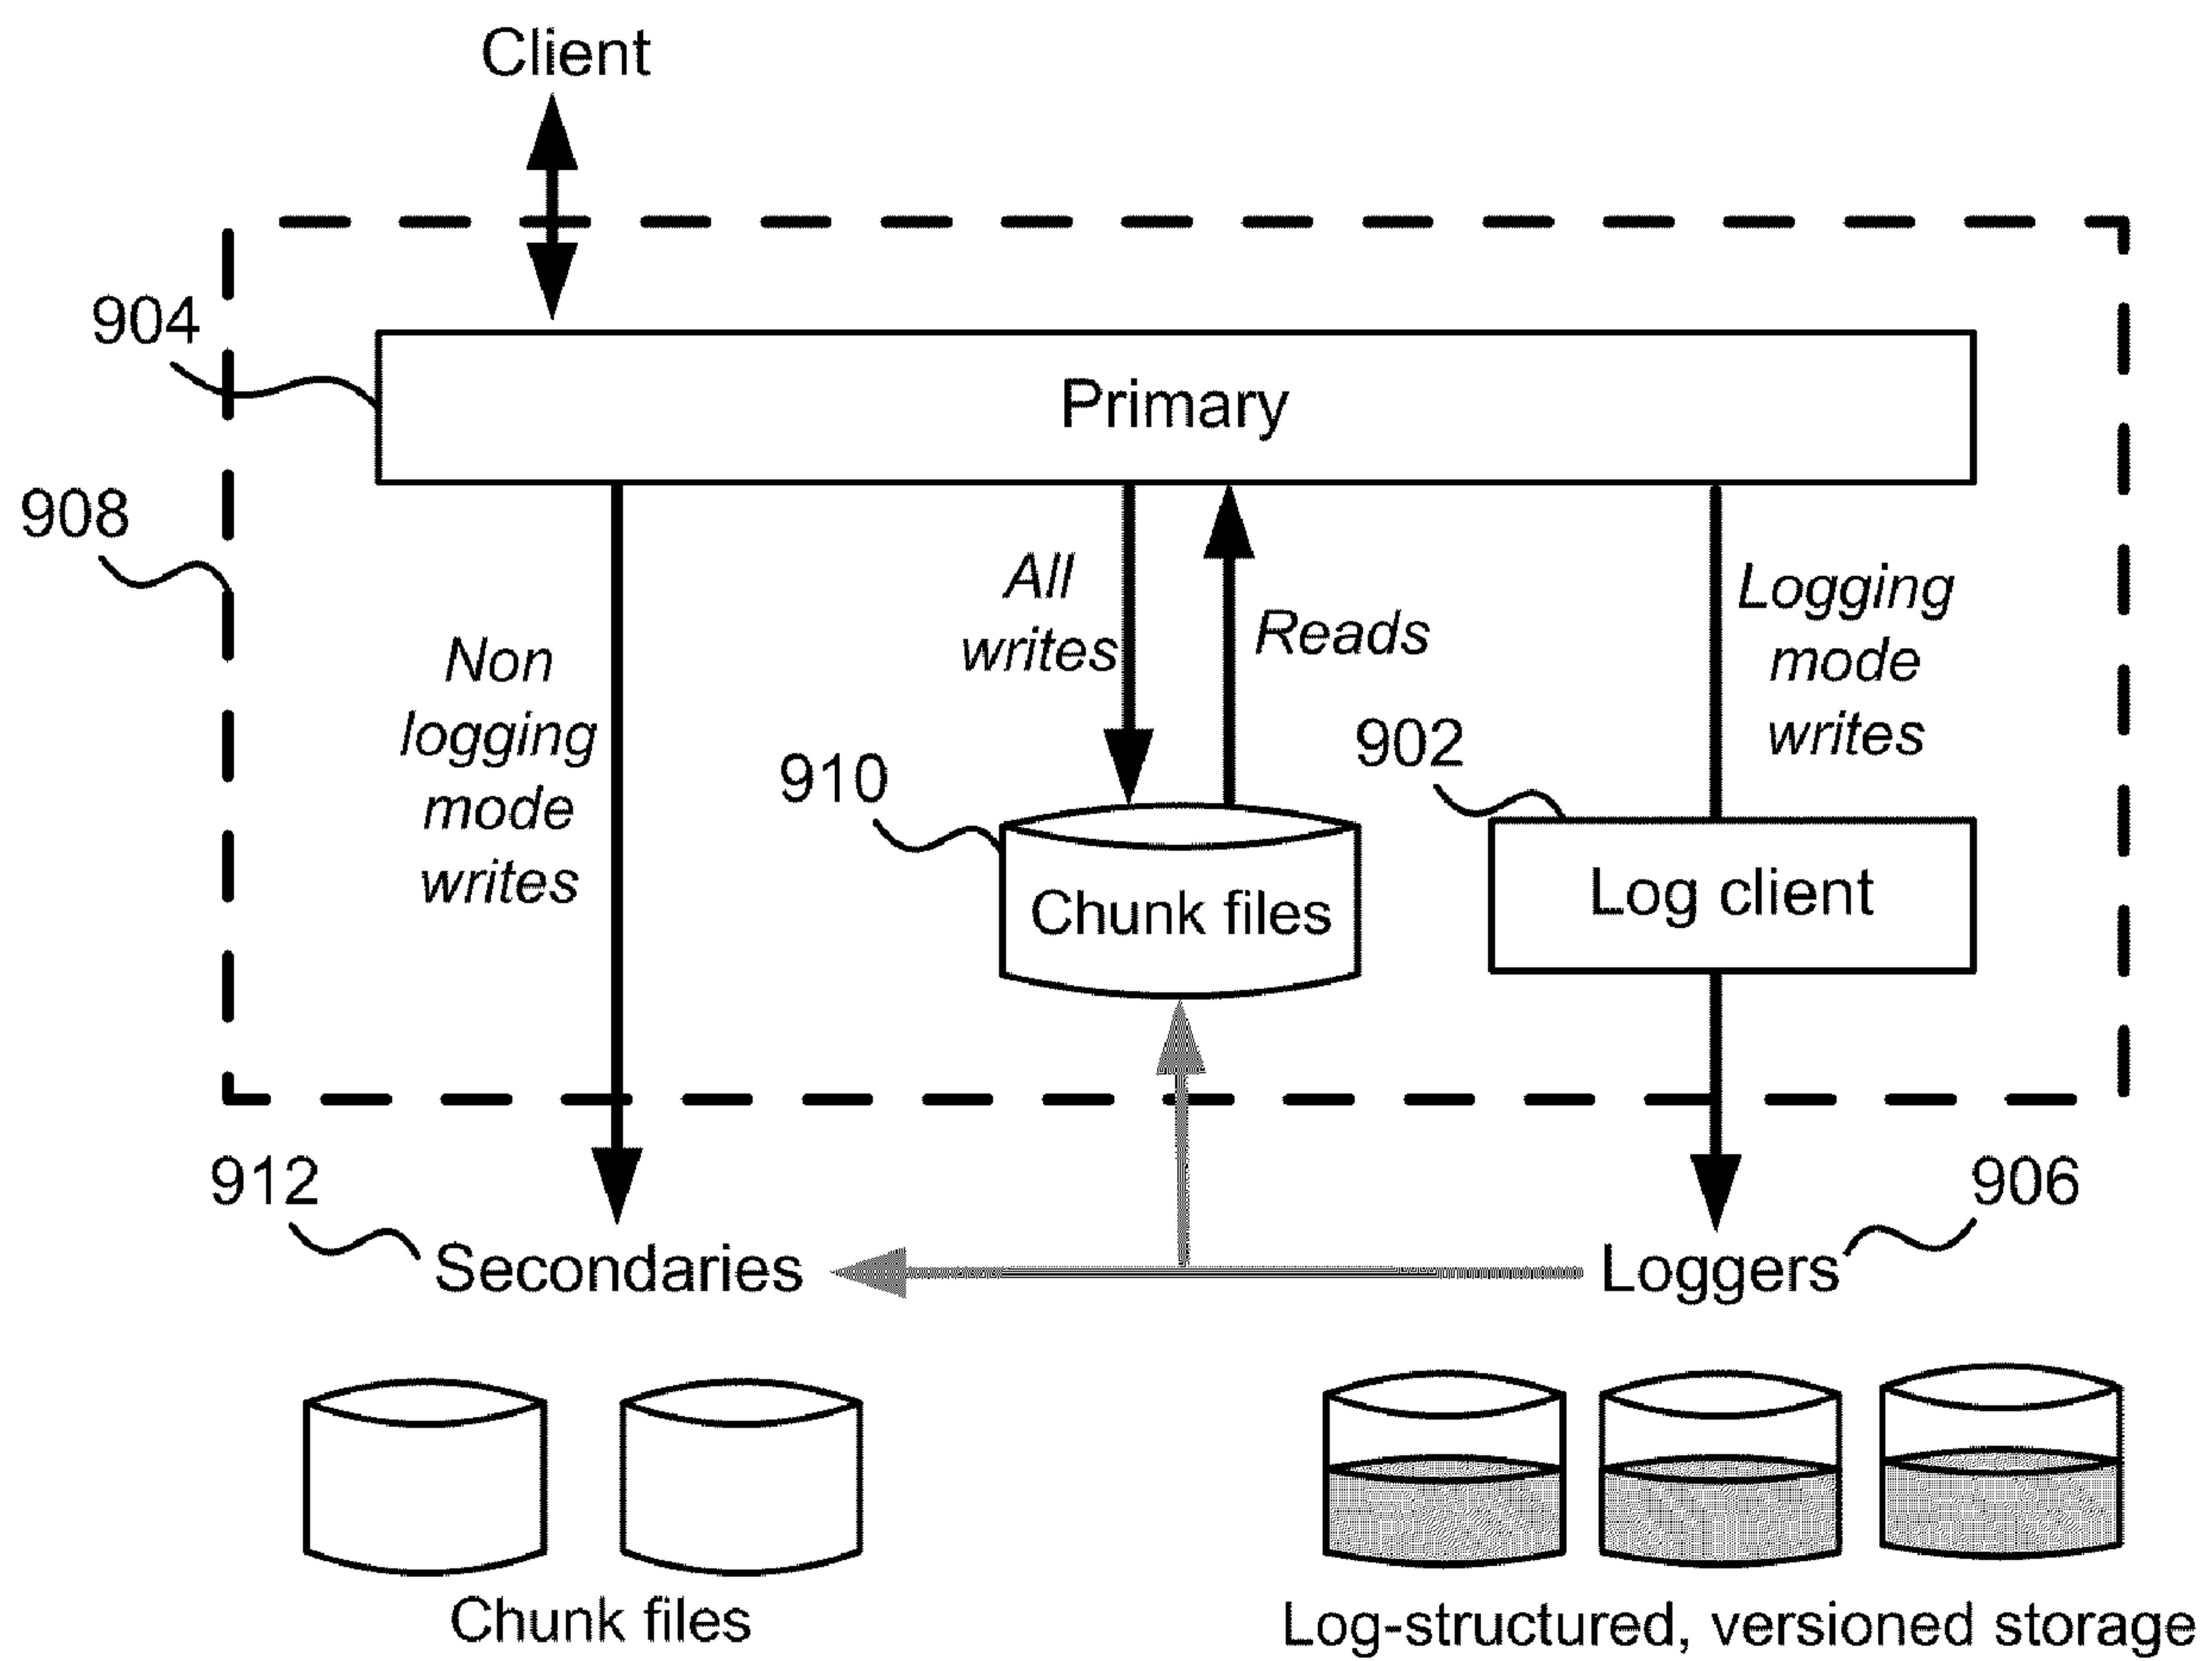 Client
904
Primary
908
All
writes
Reads
Logging
mode
writes
Non
logging
mode
writes
902
910
Chunk files
Log client
912
906
Secondaries
Loggers
Chunk files
Log-structured, versioned storage